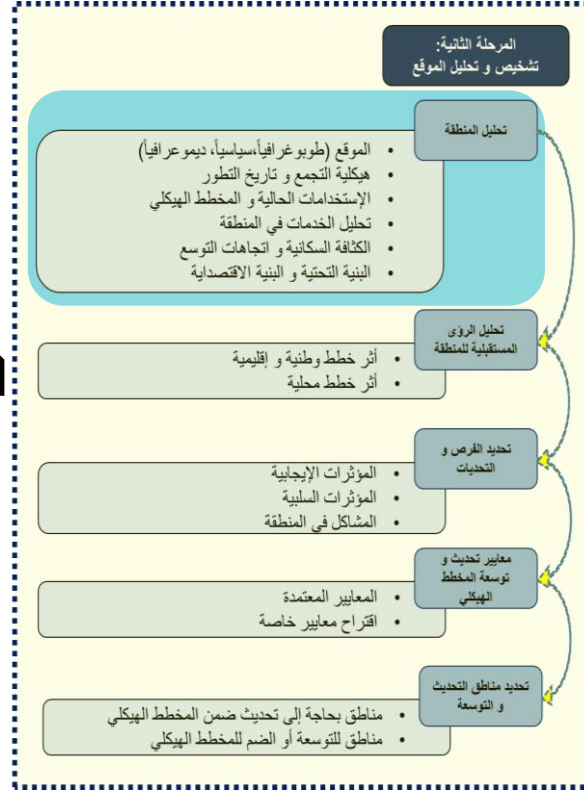 المرحلة الثانية:
تشخيص و تحليل الموقع
تحليل المنطقة
• الموقع (طوبوغرافياً،سياسياً، ديموغرافياً)
• هيكلية التجمع و تاريخ التطور
• الإستخدامات الحالية و المخطط الهيكلي
• تحليل الخدمات في المنطقة
• الكثافة السكانية و اتجاهات التوسع
• البنية التحتية و البنية الاقتصداية
تحليل الرؤى
المستقبلية للمنطقة
• أثر خطط وطنية و إقليمية
• أثر خطط محلية
تحديد الفرص و
التحديات
• المؤثرات الإيجابية
• المؤثرات السلبية
• المشاكل في المنطقة
معايير تحديث و
توسعة المخطط
الهيكلي
• المعايير المعتمدة
• اقتراح معايير خاصة
تحديد مناطق التحديث
و التوسعة
• مناطق بحاجة إلى تحديث ضمن المخطط الهيكلي
• مناطق للتوسعة أو الضم للمخطط الهيكلي